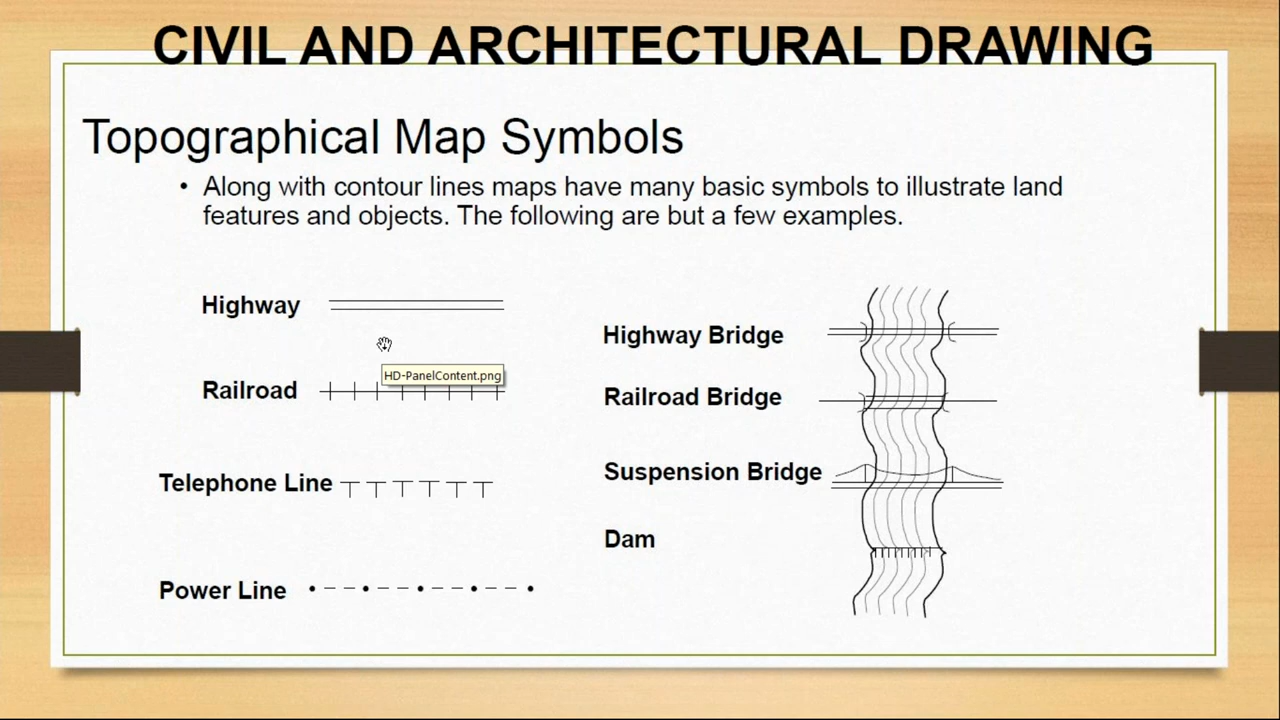 CIVIL AND ARCHITECTURAL DRAWING
Topographical Map Symbols
• Along with contour lines maps have many basic symbols to illustrate land
features and objects. The following are but a few examples.
Highway
HD-PanelContent.png
Railroad
Telephone Line
Power Line
Highway Bridge
Railroad Bridge
Suspension Bridge
Dam